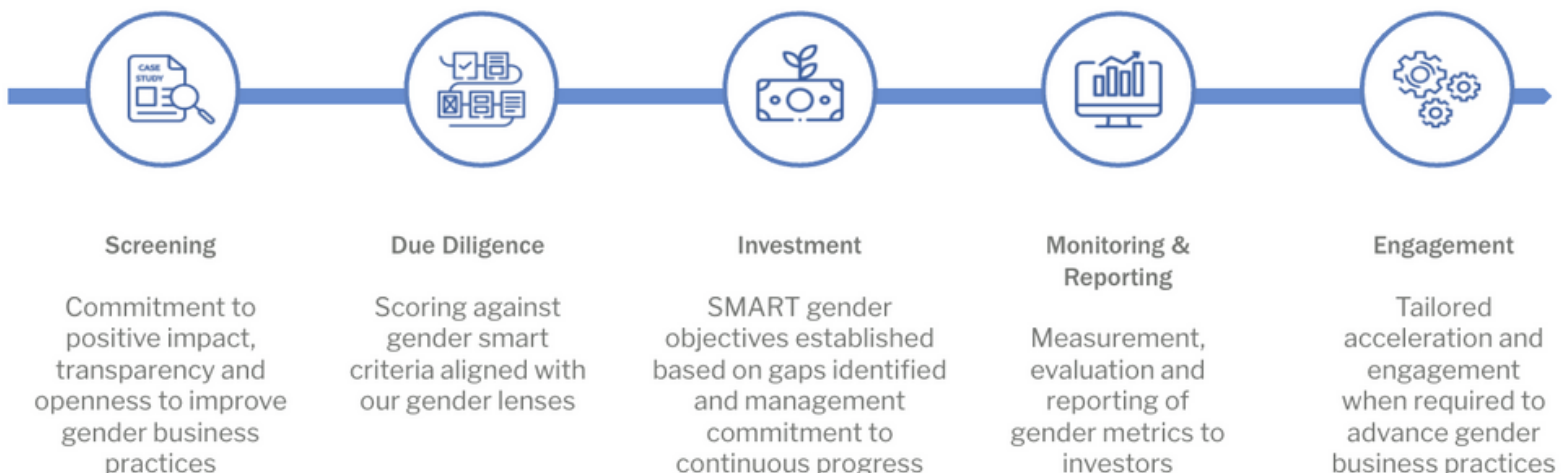 CASE
STUDY
Screening
Commitment to
positive impact,
transparency and
openness to improve
gender business
practices
Due Diligence
Scoring against
gender smart
criteria aligned with
our gender lenses
Investment
SMART gender
objectives established
based on gaps identified
and management
commitment to
continuous progress
Monitoring &
Reporting
Measurement,
evaluation and
reporting of
gender metrics to
investors
Engagement
Tailored
acceleration and
engagement
when required to
advance gender
business practices